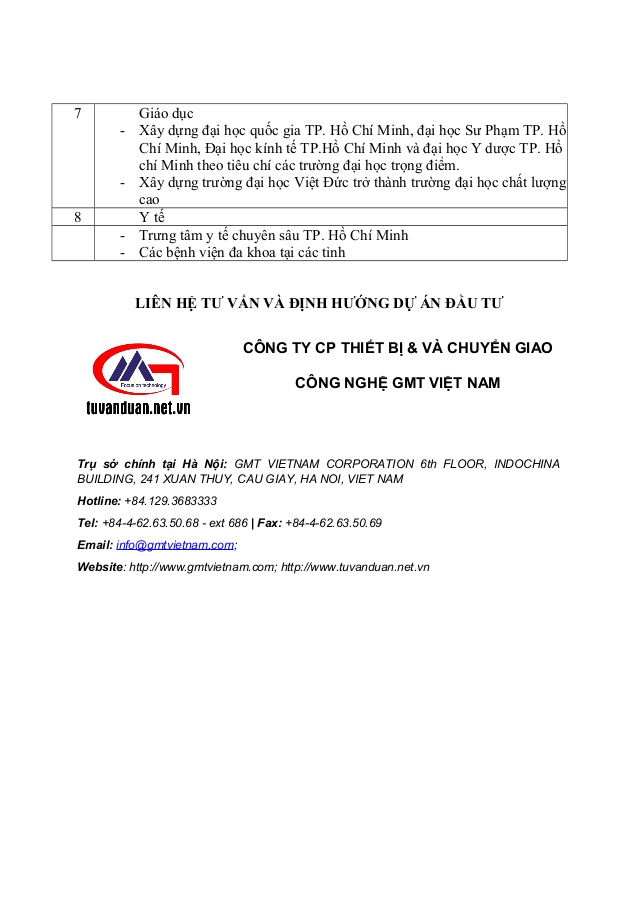 7 Giáo dục
- Xây dựng đại học quốc gia TP. Hồ Chí Minh, đại học Sư Phạm TP. Hồ
Chí Minh, Đại học kính tế TP.Hồ Chí Minh và đại học Y dược TP. Hồ
chí Minh theo tiêu chí các trường đại học trọng điểm.
- Xây dựng trường đại học Việt Đức trở thành trường đại học chất lượng
cao
8 Y tế
- Trưng tâm y tế chuyên sâu TP. Hồ Chí Minh
- Các bệnh viện đa khoa tại các tỉnh
LIÊN HỆ TƯ VẤN VÀ ĐỊNH HƯỚNG DỰ ÁN ĐẦU TƯ
CÔNG TY CP THIẾT BỊ & VÀ CHUYỂN GIAO
CÔNG NGHỆ GMT VIỆT NAM
Focus on technology
tuvanduan.net.vn
Trụ sở chính tại Hà Nội: GMT VIETNAM CORPORATION 6th FLOOR, INDOCHINA
BUILDING, 241 XUAN THUY, CAU GIAY, HA NOI, VIET NAM
Hotline: +84.129.3683333
Tel: +84-4-62.63.50.68 - ext 686 | Fax: +84-4-62.63.50.69
Email: info@gmtvietnam.com;
Website: http://www.gmtvietnam.com; http://www.tuvanduan.net.vn